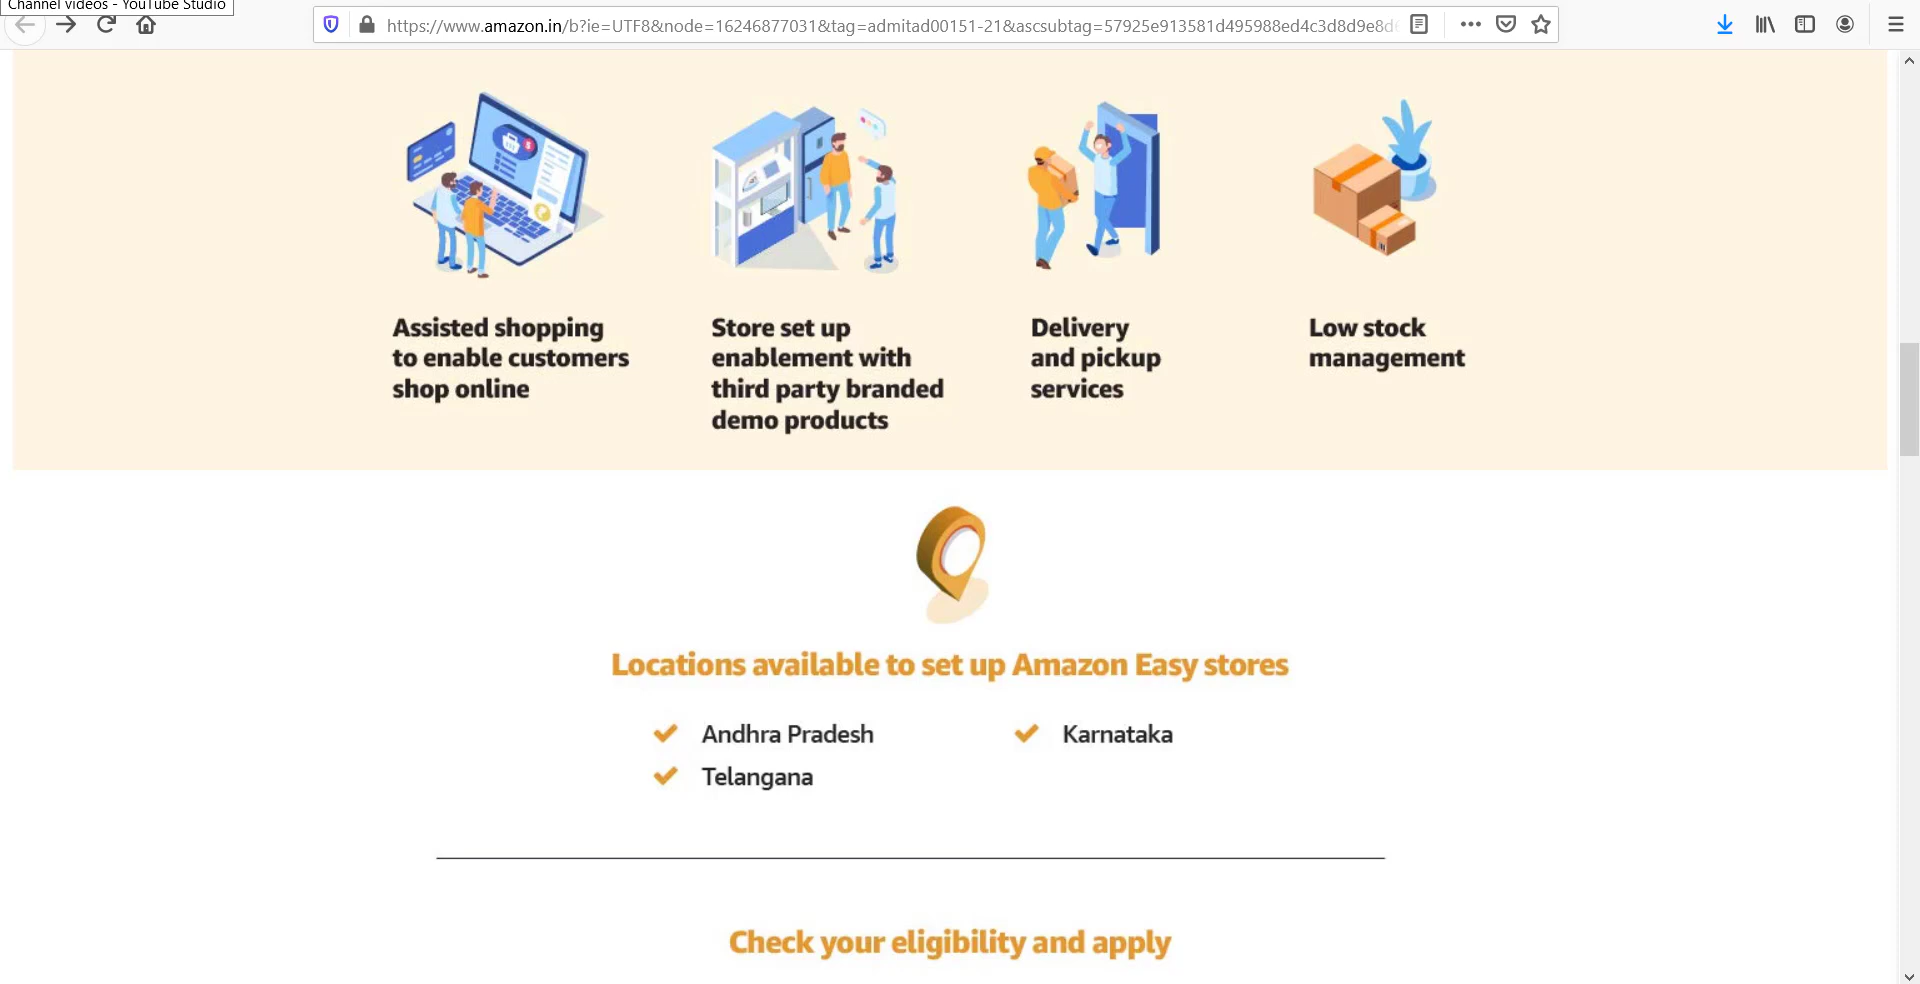 Channel videos - YouTube Studio
https://www.amazon.in/b?ie=UTF8&node=16246877031&tag=admitad00151-21&ascsubtag=57925e913581d495988ed4c3d8d9e8d
Assisted shopping
to enable customers
shop online
Store set up
enablement with
third party branded
demo products
Delivery
and pickup
services
Low stock
management
Locations available to set up Amazon Easy stores
Andhra Pradesh
Karnataka
Telangana
Check your eligibility and apply